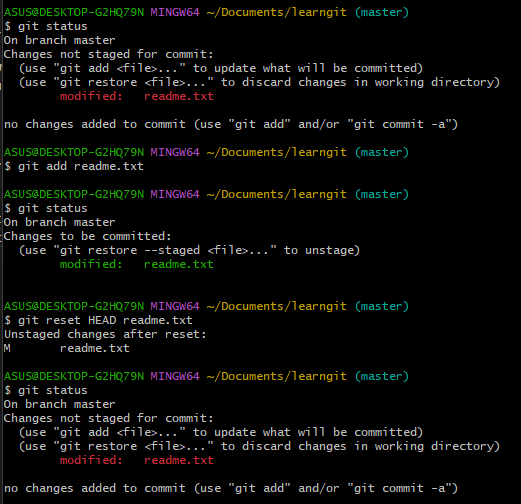 ASUS@DESKTOP-G2HQ79N MINGW64 ~/Documents/learngit (master)
$ git status
On branch master
Changes not staged for commit:
  (use "git add <file>..." to update what will be committed)
  (use "git restore <file>..." to discard changes in working directory)
        modified:   readme.txt

no changes added to commit (use "git add" and/or "git commit -a")

ASUS@DESKTOP-G2HQ79N MINGW64 ~/Documents/learngit (master)
$ git add readme.txt

ASUS@DESKTOP-G2HQ79N MINGW64 ~/Documents/learngit (master)
$ git status
On branch master
Changes to be committed:
  (use "git restore --staged <file>..." to unstage)
        modified:   readme.txt


ASUS@DESKTOP-G2HQ79N MINGW64 ~/Documents/learngit (master)
$ git reset HEAD readme.txt
Unstaged changes after reset:
M       readme.txt

ASUS@DESKTOP-G2HQ79N MINGW64 ~/Documents/learngit (master)
$ git status
On branch master
Changes not staged for commit:
  (use "git add <file>..." to update what will be committed)
  (use "git restore <file>..." to discard changes in working directory)
        modified:   readme.txt

no changes added to commit (use "git add" and/or "git commit -a")